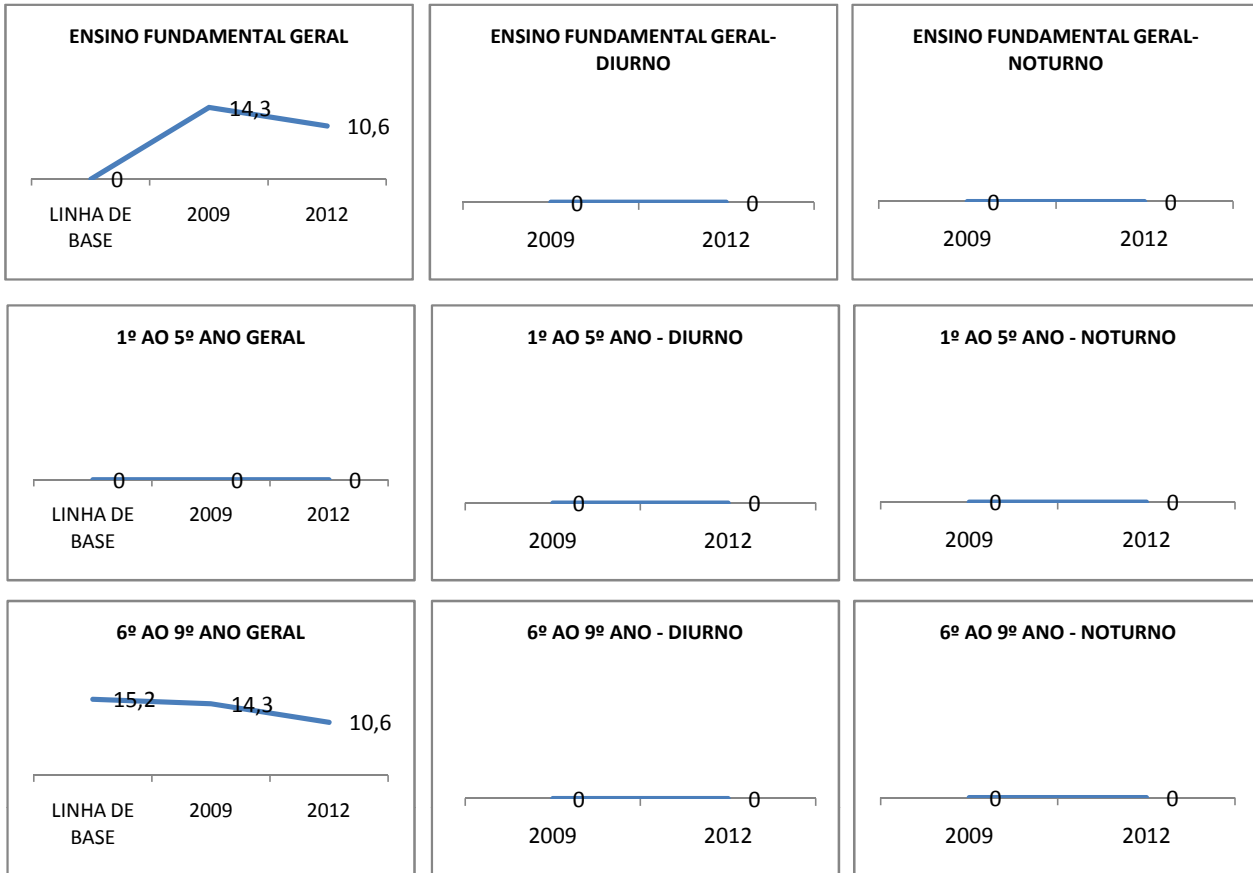 ENSINO FUNDAMENTAL GERAL
14,3
10,6
0
LINHA DE
BASE
2009
2012
ENSINO FUNDAMENTAL GERAL-
DIURNO
0
0
2009
2012
ENSINO FUNDAMENTAL GERAL-
NOTURNO
0
0
2009
2012
1º AO 5º ANO GERAL
0
0
0
LINHA DE
BASE
2009
2012
1º AO 5º ANO - DIURNO
0
0
2009
2012
1º AO 5º ANO - NOTURNO
0
0
2009
2012
6º AO 9º ANO GERAL
15,2
14,3
10,6
LINHA DE
BASE
2009
2012
6º AO 9º ANO - DIURNO
0
0
2009
2012
6º AO 9º ANO - NOTURNO
0
0
2009
2012